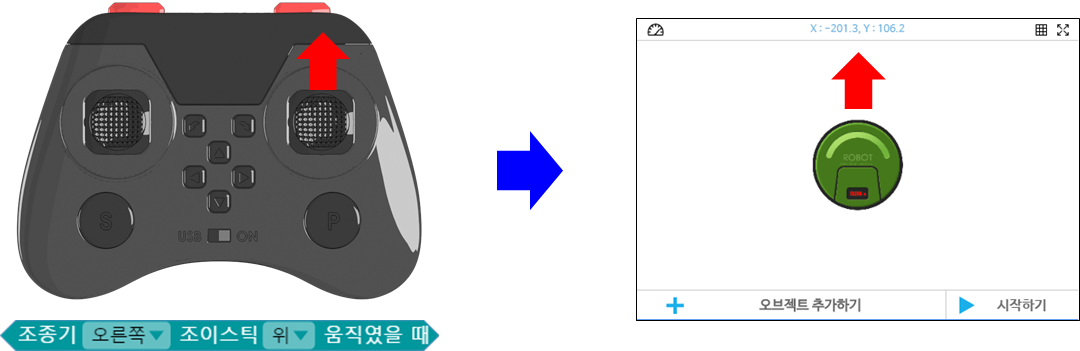 X : -201.3, Y : 106.2
ROBOT
S
P
USB ON
오브젝트 추가하기
시작하기
조종기 오른쪽 조이스틱 위 움직였을 때